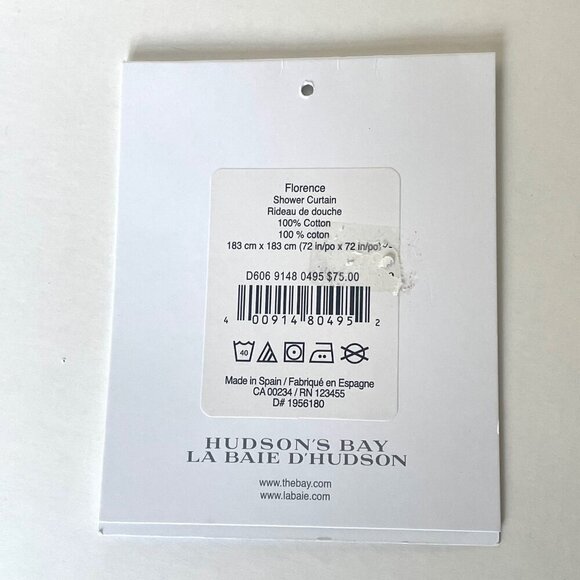 Florence
Shower Curtain
Rideau de douche
100% Cotton
100 % coton
183 cm x 183 cm (72 in/po x 72 in/po)
D606 9148 0495 $75.00
4 00914 80495 2
40
Made in Spain / Fabriqué en Espagne
CA 00234 / RN 123455
D# 1956180
HUDSON'S BAY
LA BAIE D'HUDSON
www.thebay.com
www.labaie.com